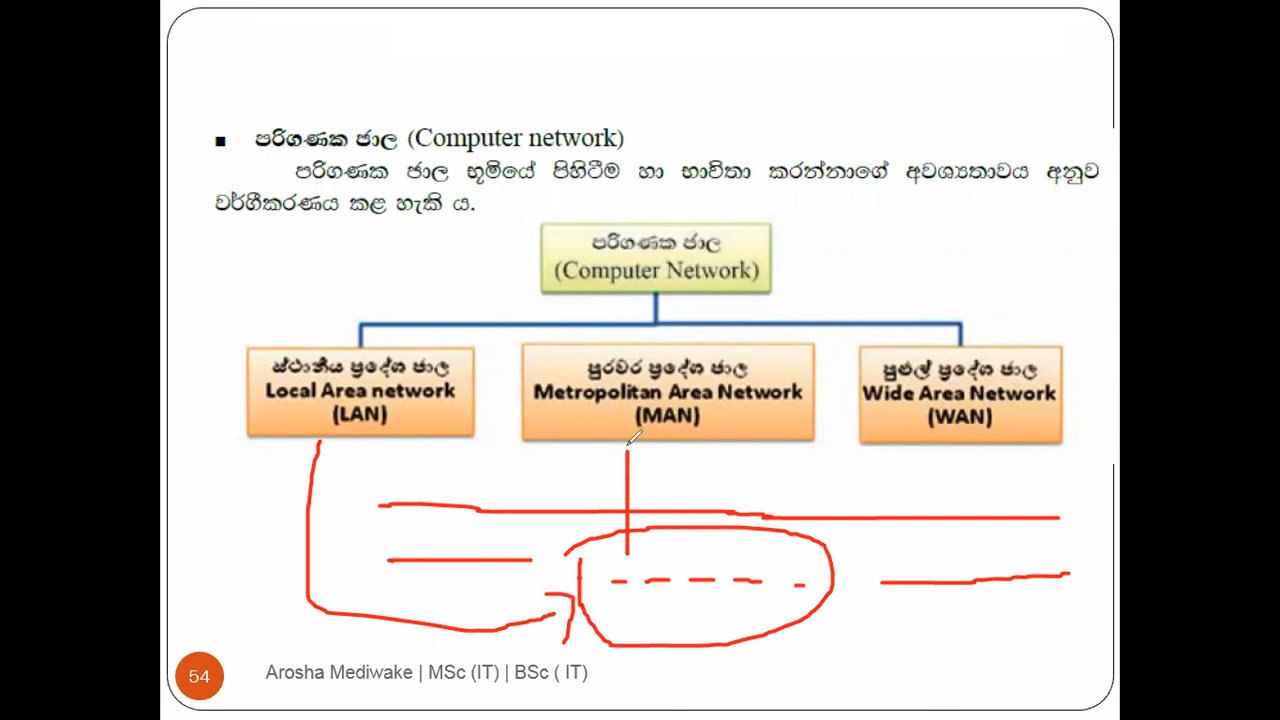 ▪ පරිගණක ජාල (Computer network)
පරිගණක ජාල භූමියේ පිහිටීම හා භාවිතා කරන්නාගේ අවශ්‍යතාවය අනුව
වර්ගීකරණය කළ හැකි ය.
පරිගණක ජාල
(Computer Network)
ස්ථානීය ප්‍රදේශ ජාල
Local Area network
(LAN)
පුරවර ප්‍රදේශ ජාල
Metropolitan Area Network
(MAN)
පුළුල් ප්‍රදේශ ජාල
Wide Area Network
(WAN)
54
Arosha Mediwake | MSc (IT) | BSc ( IT)